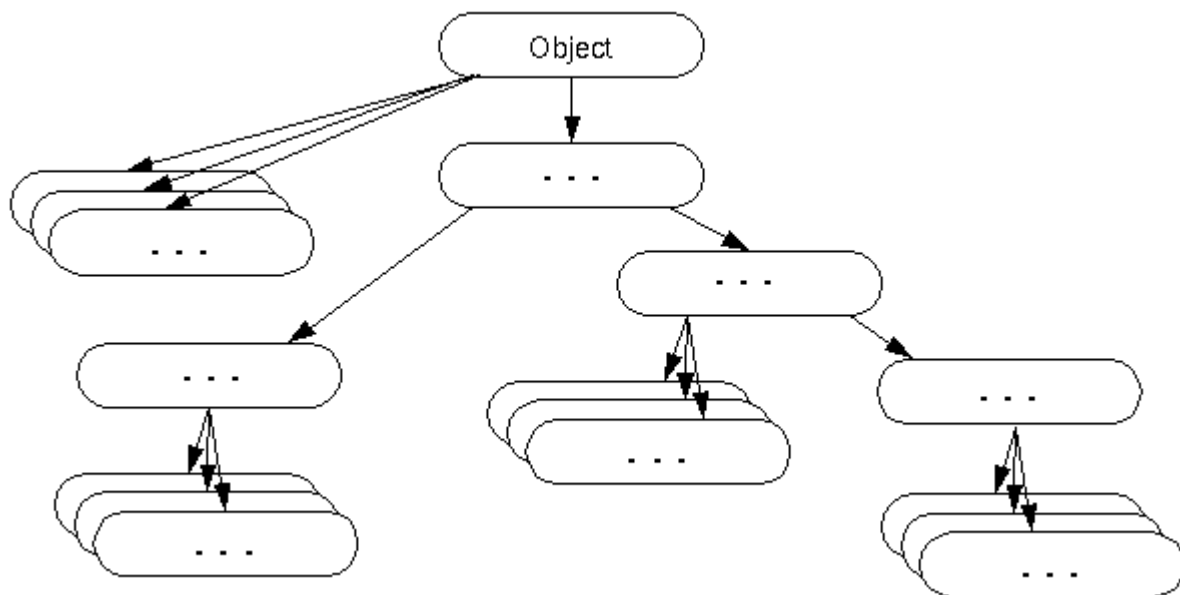 Object
. . .
. . .
. . .
. . .
. . .
. . .
. . .
. . .